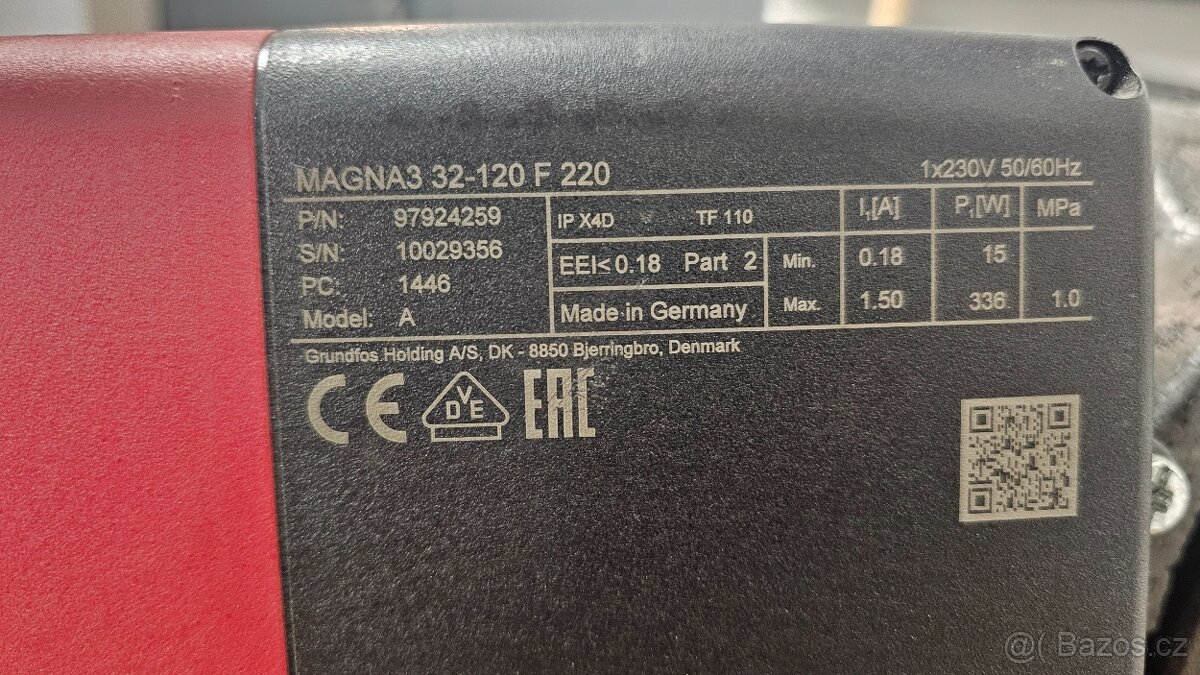 MAGNA3 32-120 F 220
1x230V 50/60Hz
P/N: 97924259
S/N: 10029356
PC: 1446
Model: A
IP X4D TF 110
EEI<0.18 Part 2
Made in Germany
I₁[A] P₁[W] MPa
Min. 0.18 15
Max. 1.50 336 1.0
Grundfos Holding A/S, DK - 8850 Bjerringbro, Denmark
CE VDE EAC
@( Bazos.cz